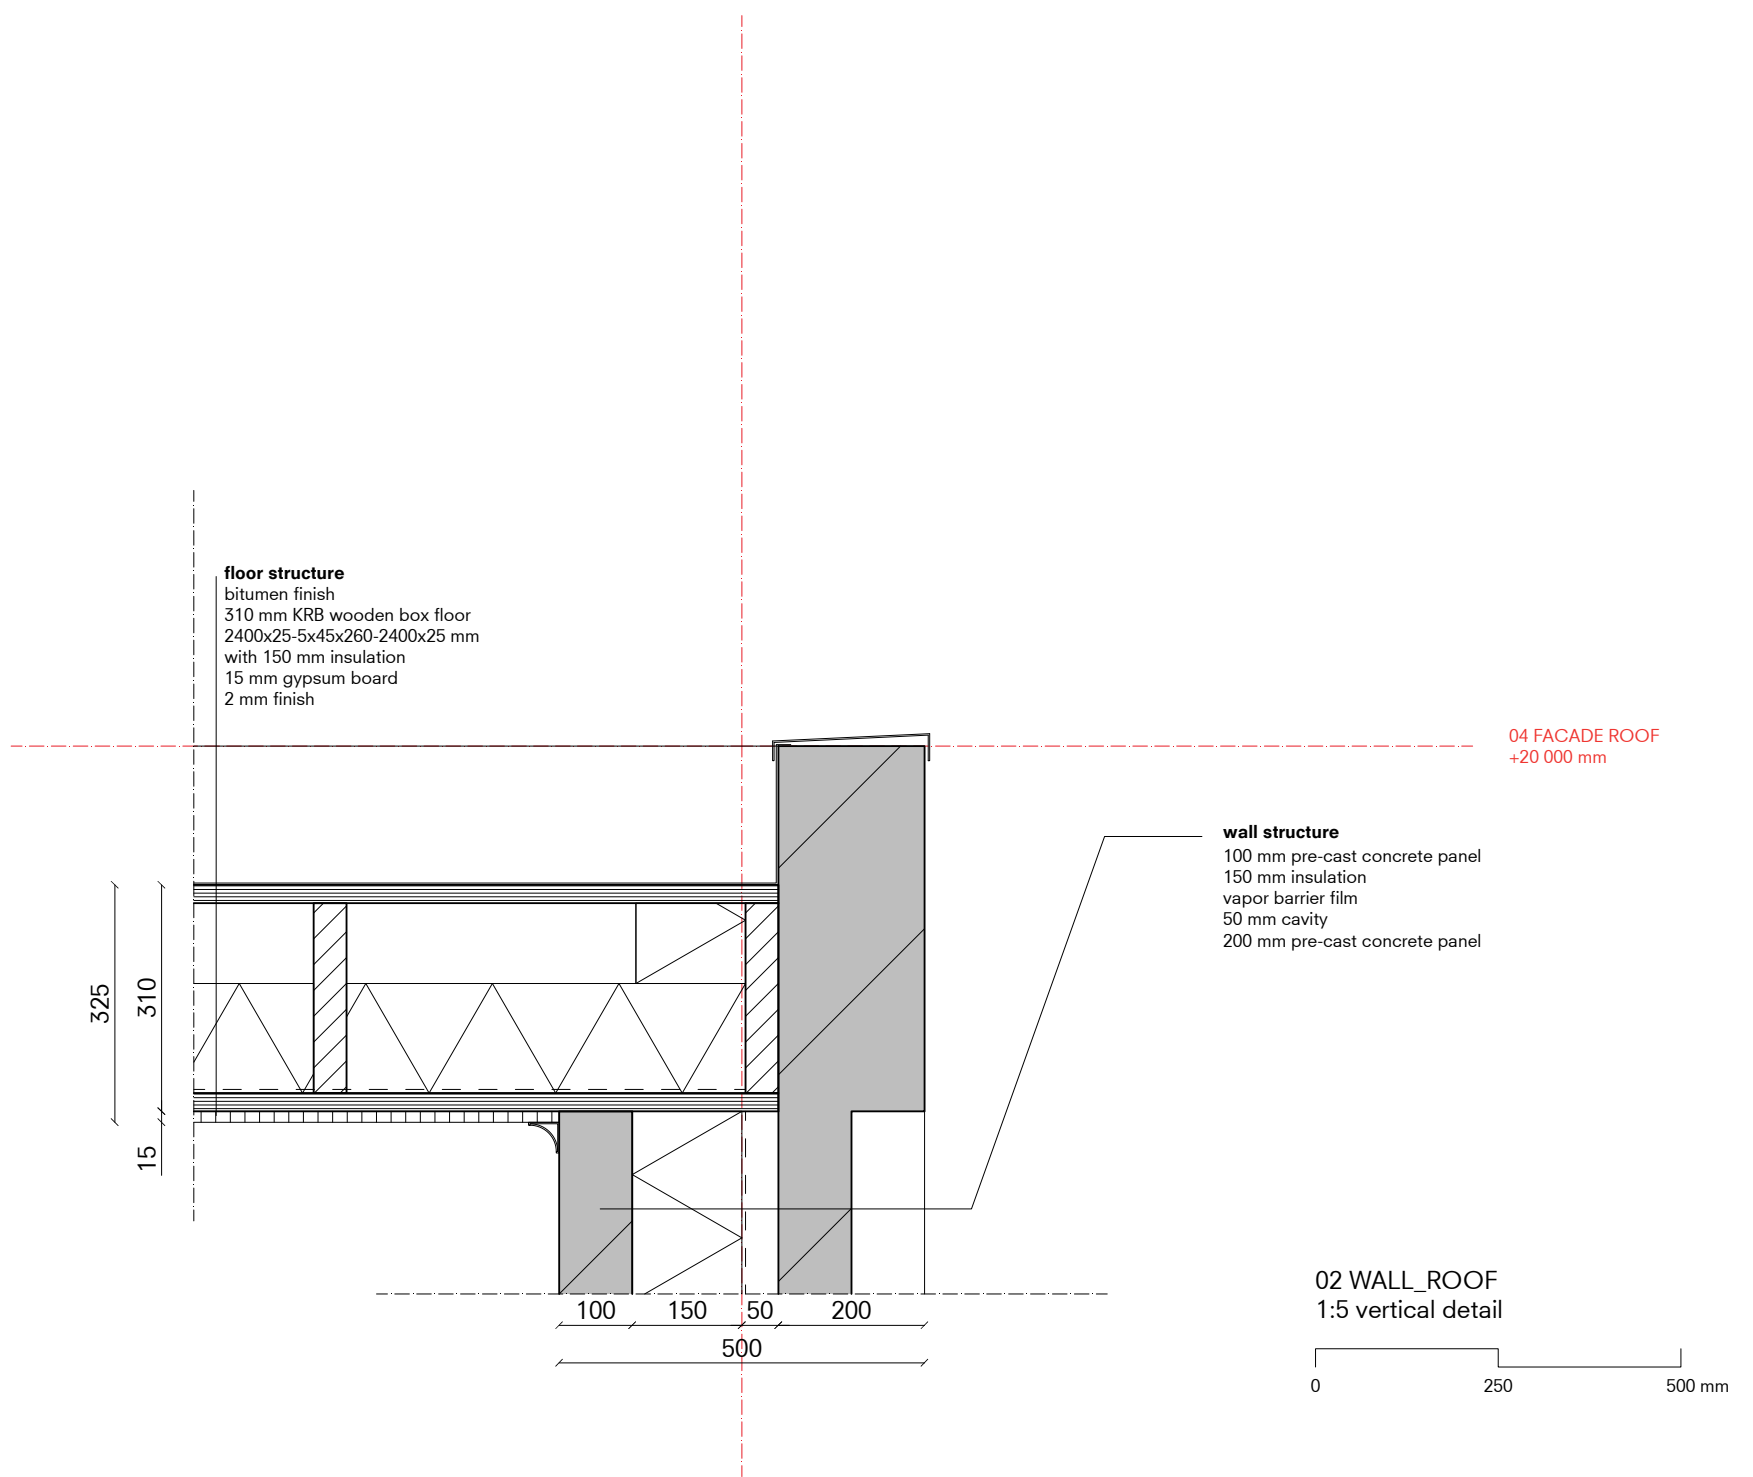 floor structure
bitumen finish
310 mm KRB wooden box floor
2400x25-5x45x260-2400x25 mm
with 150 mm insulation
15 mm gypsum board
2 mm finish
04 FACADE ROOF
+20 000 mm
wall structure
100 mm pre-cast concrete panel
150 mm insulation
vapor barrier film
50 mm cavity
200 mm pre-cast concrete panel
325
310
15
100 150 50 200
500
02 WALL_ROOF
1:5 vertical detail
0 250 500 mm